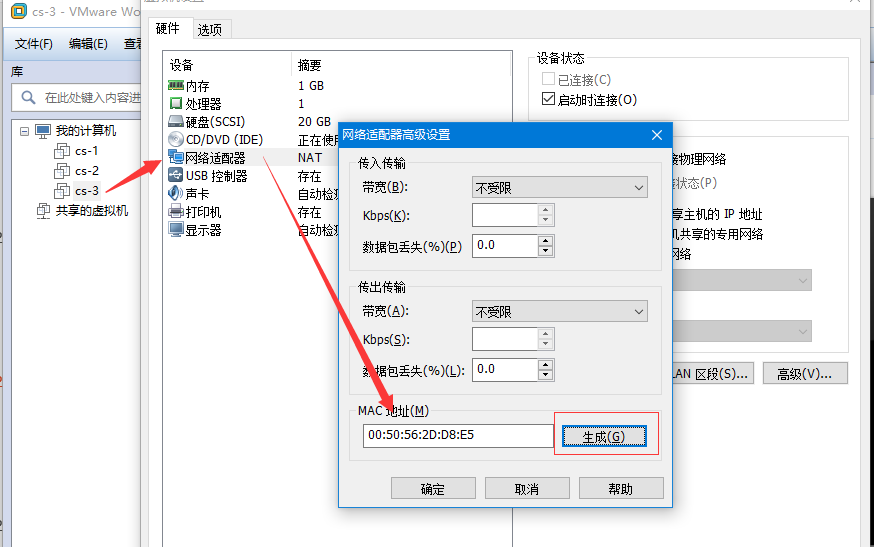 cs-3 - VMware Wo
硬件 选项
文件(F) 编辑(E) 查看
库
在此处键入内容进
我的计算机
cs-1
cs-2
cs-3
共享的虚拟机
设备 摘要
内存 1 GB
处理器 1
硬盘(SCSI) 20 GB
CD/DVD (IDE) 正在使用
网络适配器 NAT
USB 控制器 存在
声卡 自动检测
打印机 存在
显示器 自动检测
设备状态
已连接(C)
启动时连接(O)
接物理网络
状态(P)
享主机的 IP 地址
机共享的专用网络
网络
LAN 区段(S)... 高级(V)...
网络适配器高级设置
传入传输
带宽(B): 不受限
Kbps(K):
数据包丢失(%)(P) 0.0
传出传输
带宽(A): 不受限
Kbps(S):
数据包丢失(%)(L): 0.0
MAC 地址(M)
00:50:56:2D:D8:E5 生成(G)
确定 取消 帮助